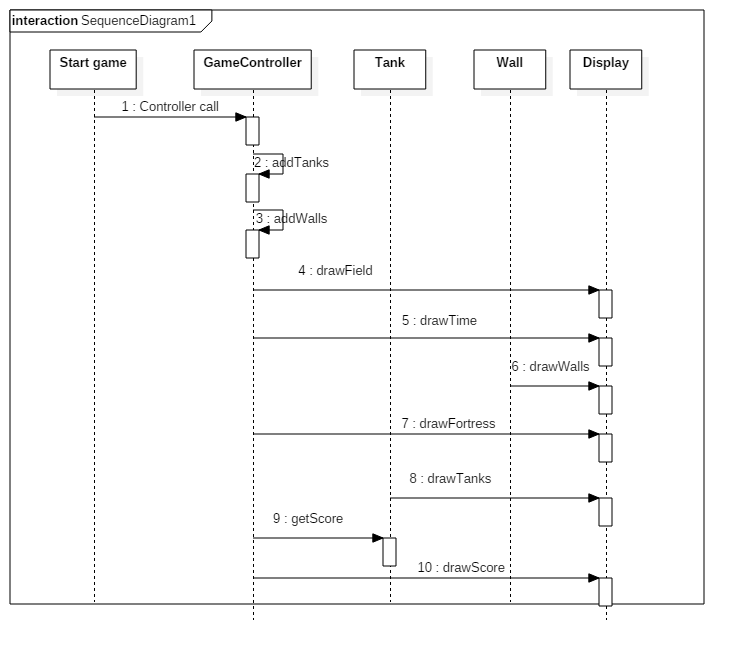 interaction SequenceDiagram1
Start game
GameController
Tank
Wall
Display
1 : Controller call
2 : addTanks
3 : addWalls
4 : drawField
5 : drawTime
6 : drawWalls
7 : drawFortress
8 : drawTanks
9 : getScore
10 : drawScore